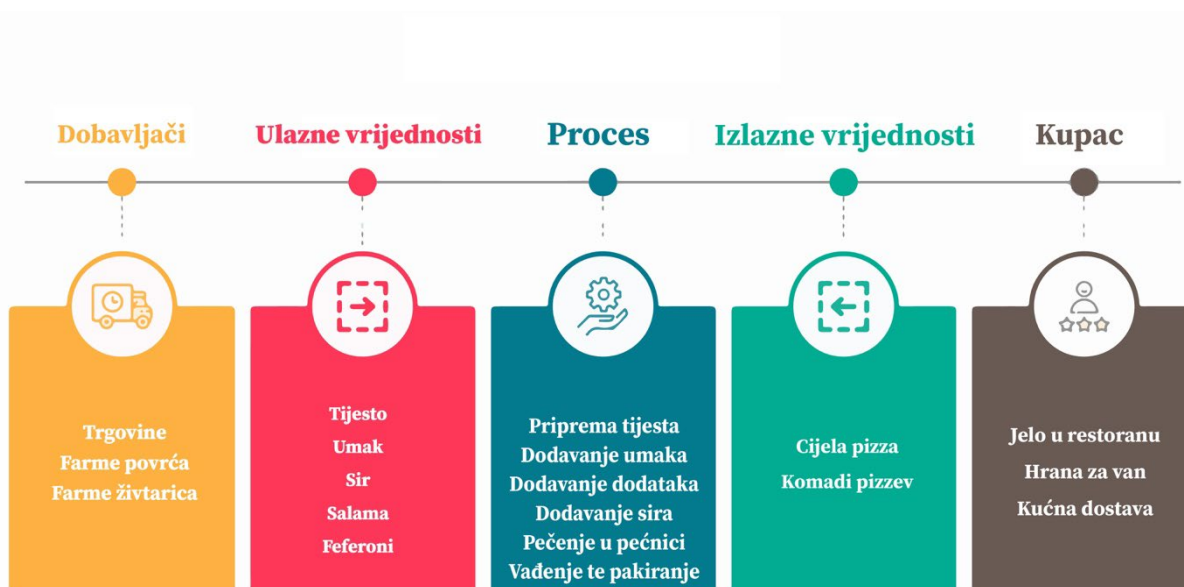 Dobavljači
Ulazne vrijednosti
Proces
Izlazne vrijednosti
Kupac
Trgovine
Farme povrća
Farme živtarica
Tijesto
Umak
Sir
Salama
Feferoni
Priprema tijesta
Dodavanje umaka
Dodavanje dodataka
Dodavanje sira
Pečenje u pećnici
Vađenje te pakiranje
Cijela pizza
Komadi pizzev
Jelo u restoranu
Hrana za van
Kućna dostava